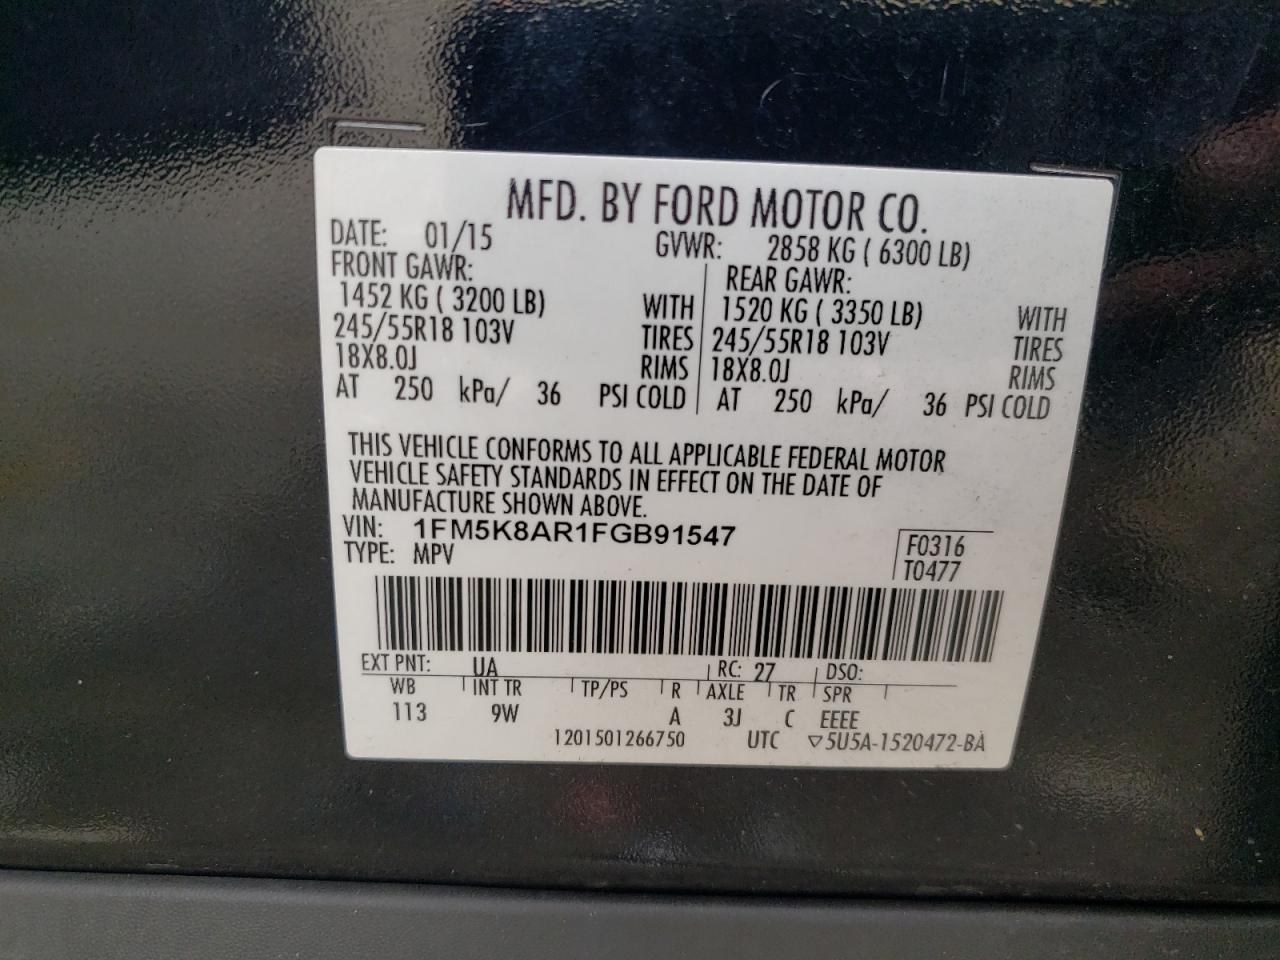 MFD. BY FORD MOTOR CO.
DATE: 01/15 GVWR: 2858 KG ( 6300 LB)
FRONT GAWR: REAR GAWR:
1452 KG ( 3200 LB) WITH 1520 KG ( 3350 LB) WITH
245/55R18 103V TIRES 245/55R18 103V TIRES
18X8.0J RIMS 18X8.0J RIMS
AT 250 kPa/ 36 PSI COLD AT 250 kPa/ 36 PSI COLD
THIS VEHICLE CONFORMS TO ALL APPLICABLE FEDERAL MOTOR
VEHICLE SAFETY STANDARDS IN EFFECT ON THE DATE OF
MANUFACTURE SHOWN ABOVE.
VIN: 1FM5K8AR1FGB91547 F0316
TYPE: MPV T0477
EXT PNT: UA RC: 27 DSO:
WB INT TR TP/PS R AXLE TR SPR
113 9W A 3J C EEEE
1201501266750 UTC ▽5U5A-1520472-BA